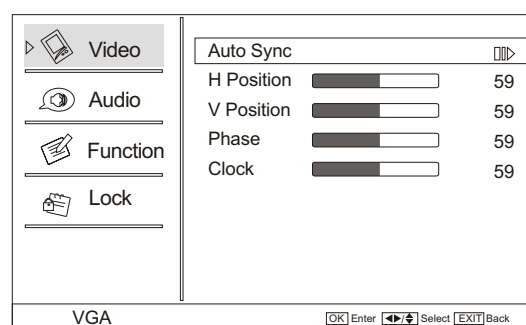 Video
Audio
Function
Lock
Auto Sync
H Position 59
V Position 59
Phase 59
Clock 59
VGA
OK Enter Select EXIT Back